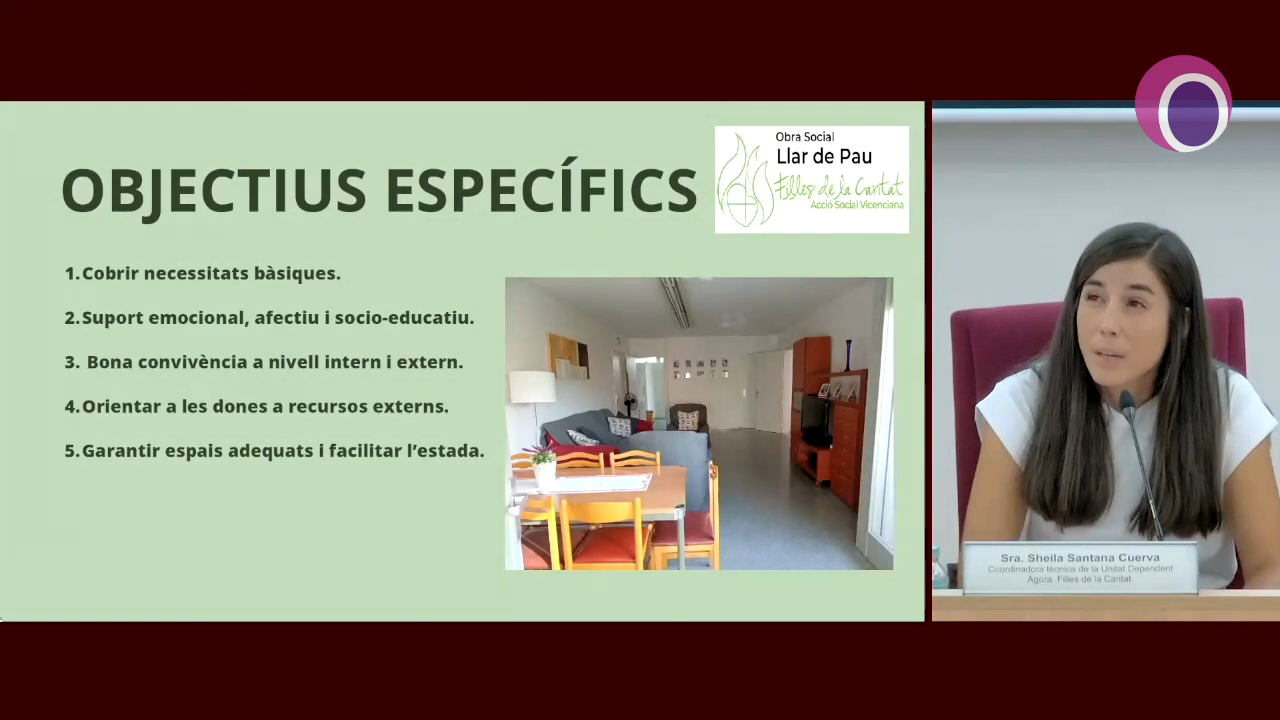 OBJECTIUS ESPECÍFICS
Obra Social
Llar de Pau
Filles de la Caritat
Acció Social Vicenciana
1.Cobrir necessitats bàsiques.
2.Suport emocional, afectiu i socio-educatiu.
3. Bona convivència a nivell intern i extern.
4.Orientar a les dones a recursos externs.
5.Garantir espais adequats i facilitar l’estada.
Sra. Sheila Santana Cuerva
Coordinadora tècnica de la Unitat Dependent
Àgora. Filles de la Caritat